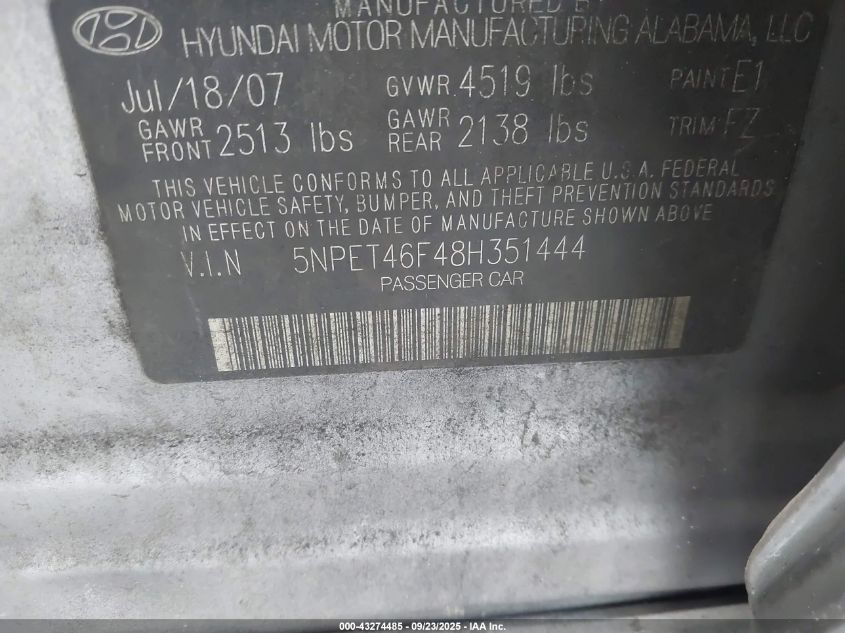 MANUFACTURED BY
HYUNDAI MOTOR MANUFACTURING ALABAMA, LLC
Jul/18/07 GVWR 4519 lbs PAINT E1
GAWR FRONT 2513 lbs GAWR REAR 2138 lbs TRIM FZ
THIS VEHICLE CONFORMS TO ALL APPLICABLE U.S.A. FEDERAL
MOTOR VEHICLE SAFETY, BUMPER, AND THEFT PREVENTION STANDARDS
IN EFFECT ON THE DATE OF MANUFACTURE SHOWN ABOVE
V.I.N 5NPET46F48H351444
PASSENGER CAR
000-43274485 - 09/23/2025 - IAA Inc.